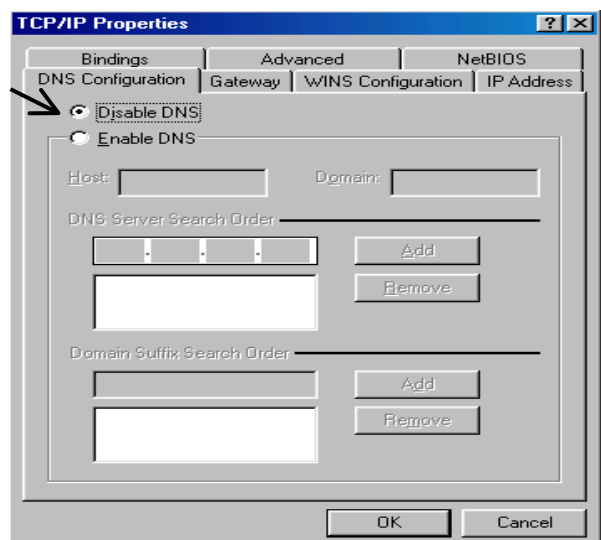 TCP/IP Properties
? X
Bindings Advanced NetBIOS
DNS Configuration Gateway WINS Configuration IP Address
Disable DNS
Enable DNS
Host: Domain:
DNS Server Search Order
. . .
Add
Remove
Domain Suffix Search Order
Add
Remove
OK Cancel